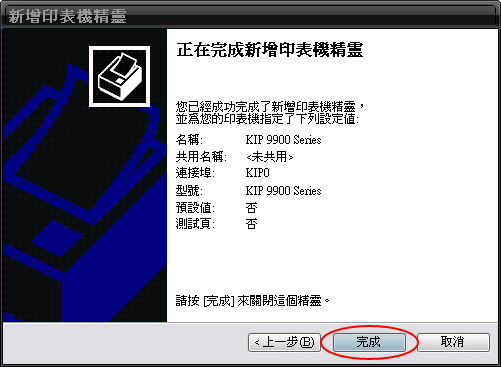 新增印表機精靈
正在完成新增印表機精靈
您已經成功完成了新增印表機精靈，
並為您的印表機指定了下列設定值:
名稱: KIP 9900 Series
共用名稱: <未共用>
連接埠: KIP0
型號: KIP 9900 Series
預設值: 否
測試頁: 否
請按 [完成] 來關閉這個精靈。
< 上一步(B) 完成 取消